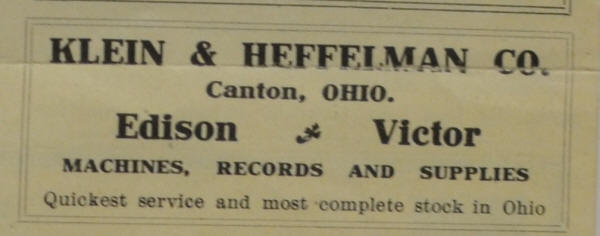 KLEIN & HEFFELMAN CO.
Canton, OHIO.
Edison Victor
MACHINES, RECORDS AND SUPPLIES
Quickest service and most complete stock in Ohio